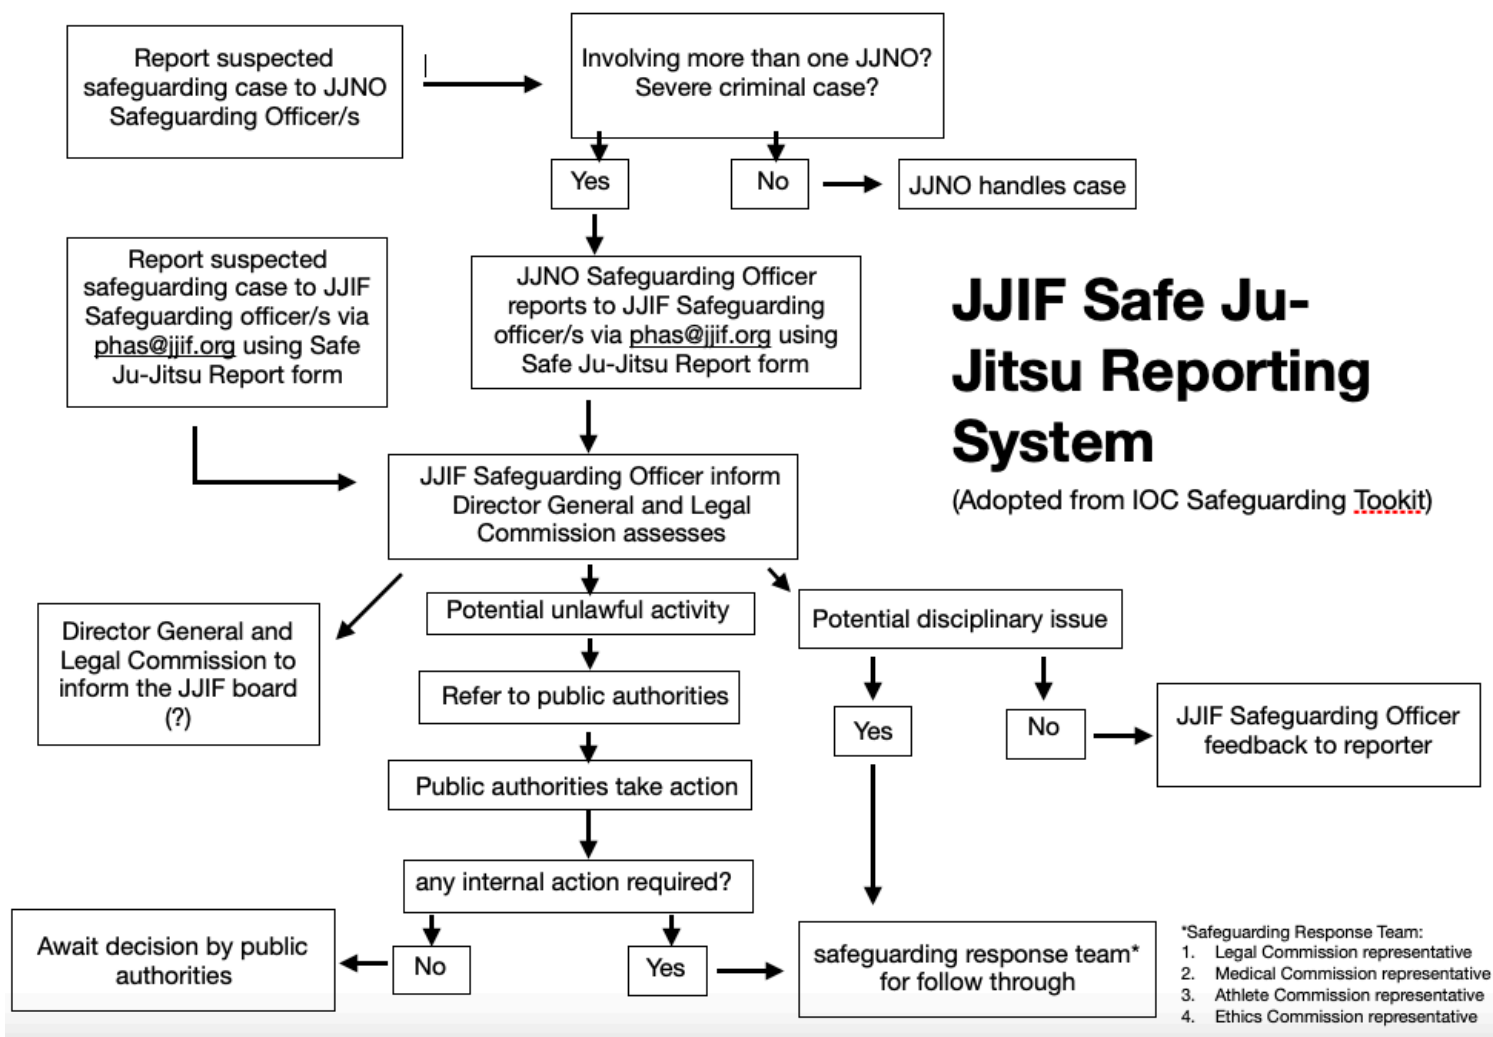 Report suspected
safeguarding case to JJNO
Safeguarding Officer/s
Involving more than one JJNO?
Severe criminal case?
Yes
No
JJNO handles case
Report suspected
safeguarding case to JJIF
Safeguarding officer/s via
phas@jjif.org using Safe
Ju-Jitsu Report form
JJNO Safeguarding Officer
reports to JJIF Safeguarding
officer/s via phas@jjif.org using
Safe Ju-Jitsu Report form
JJIF Safe Ju-
Jitsu Reporting
System
(Adopted from IOC Safeguarding Tookit)
JJIF Safeguarding Officer inform
Director General and Legal
Commission assesses
Director General and
Legal Commission to
inform the JJIF board
(?)
Potential unlawful activity
Refer to public authorities
Public authorities take action
any internal action required?
No
Yes
Await decision by public
authorities
Potential disciplinary issue
Yes
No
JJIF Safeguarding Officer
feedback to reporter
safeguarding response team*
for follow through
*Safeguarding Response Team:
1. Legal Commission representative
2. Medical Commission representative
3. Athlete Commission representative
4. Ethics Commission representative